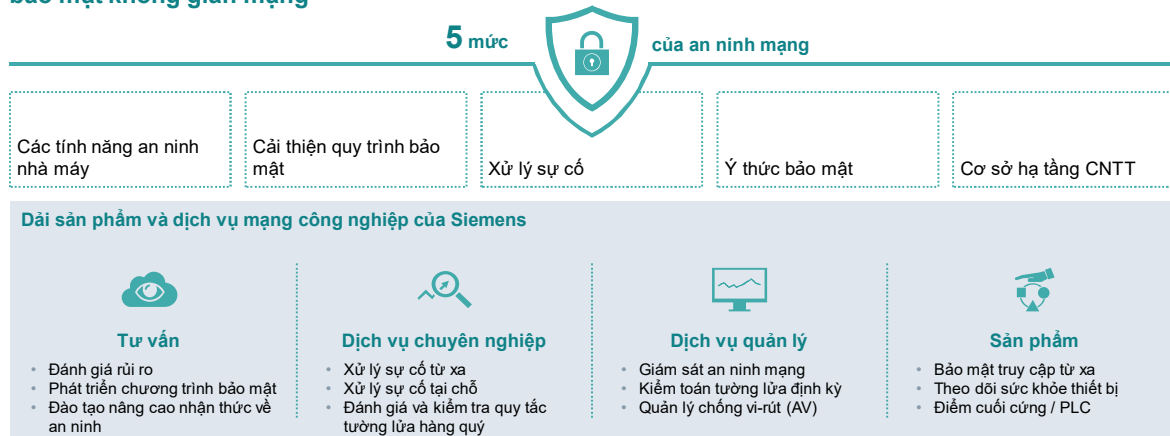 bảo mật không gian mạng
5 mức của an ninh mạng
Các tính năng an ninh
nhà máy
Cải thiện quy trình bảo
mật
Xử lý sự cố
Ý thức bảo mật
Cơ sở hạ tầng CNTT
Dải sản phẩm và dịch vụ mạng công nghiệp của Siemens
Tư vấn
• Đánh giá rủi ro
• Phát triển chương trình bảo mật
• Đào tạo nâng cao nhận thức về
an ninh
Dịch vụ chuyên nghiệp
• Xử lý sự cố từ xa
• Xử lý sự cố tại chỗ
• Đánh giá và kiểm tra quy tắc
tường lửa hàng quý
Dịch vụ quản lý
• Giám sát an ninh mạng
• Kiểm toán tường lửa định kỳ
• Quản lý chống vi-rút (AV)
Sản phẩm
• Bảo mật truy cập từ xa
• Theo dõi sức khỏe thiết bị
• Điểm cuối cứng / PLC